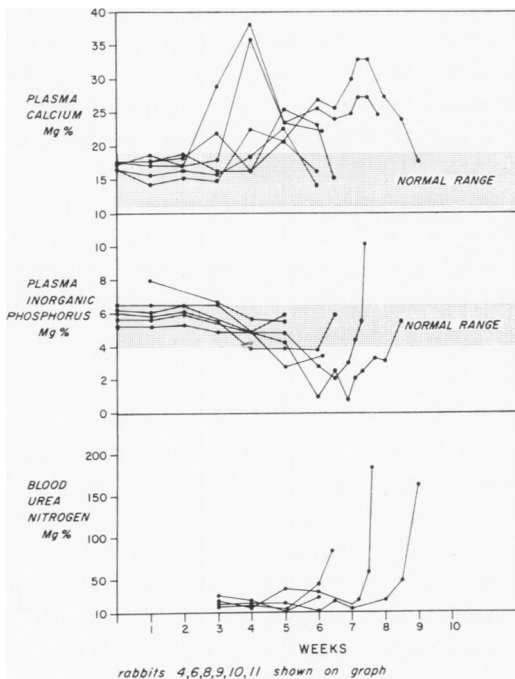 40
35
PLASMA
30
CALCIUM
Mg %
25
20
15
NORMAL RANGE
10
10
8
PLASMA
INORGANIC
6
PHOSPHORUS
NORMAL RANGE
Mg %
4
2
0
200
BLOOD
UREA
150
NITROGEN
Mg %
100
50
10
1 2 3 4 5 6 7 8 9 10
WEEKS
rabbits 4,6,8,9,10,11 shown on graph